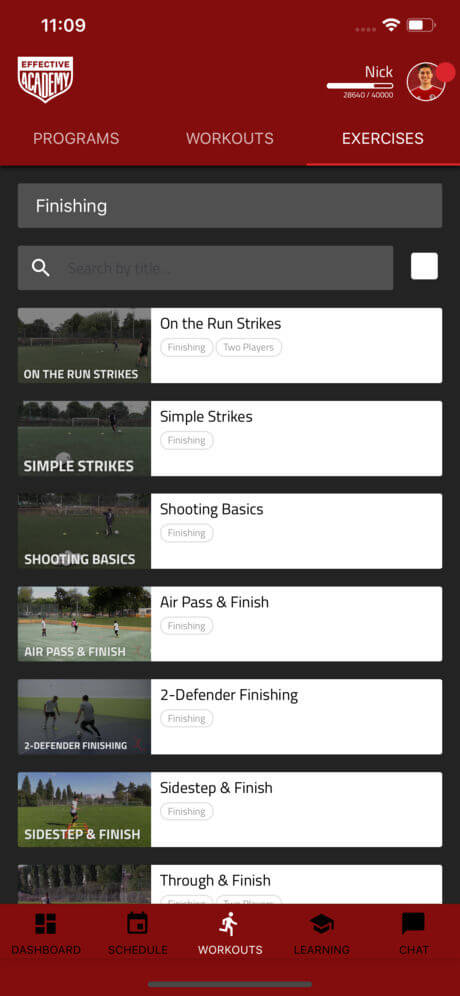 11:09
EFFECTIVE
ACADEMY
Nick
28640 / 40000
PROGRAMS
WORKOUTS
EXERCISES
Finishing
Search by title...
ON THE RUN STRIKES
On the Run Strikes
Finishing
Two Players
SIMPLE STRIKES
Simple Strikes
Finishing
SHOOTING BASICS
Shooting Basics
Finishing
AIR PASS & FINISH
Air Pass & Finish
Finishing
2-DEFENDER FINISHING
2-Defender Finishing
Finishing
SIDESTEP & FINISH
Sidestep & Finish
Finishing
Through & Finish
Finishing
Two Players
DASHBOARD
SCHEDULE
WORKOUTS
LEARNING
CHAT